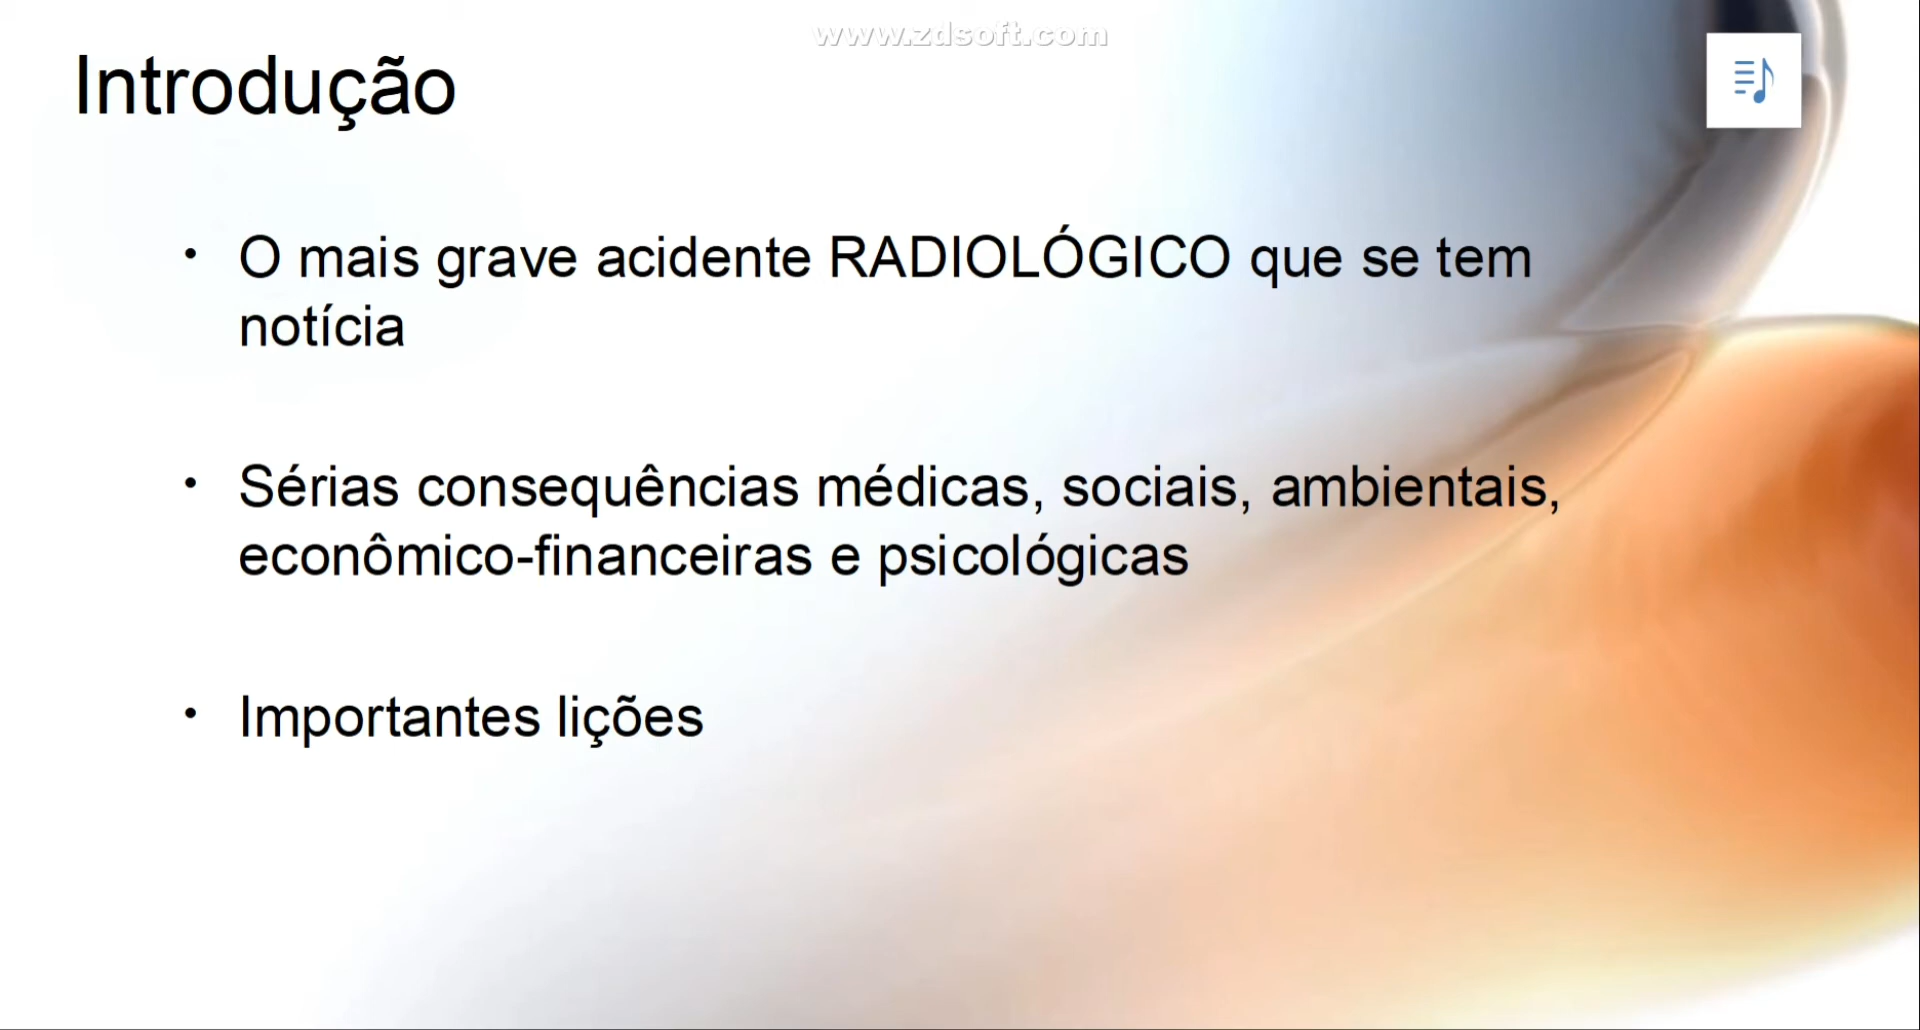 www.zdsoft.com
Introdução
• O mais grave acidente RADIOLÓGICO que se tem
notícia
• Sérias consequências médicas, sociais, ambientais,
econômico-financeiras e psicológicas
• Importantes lições